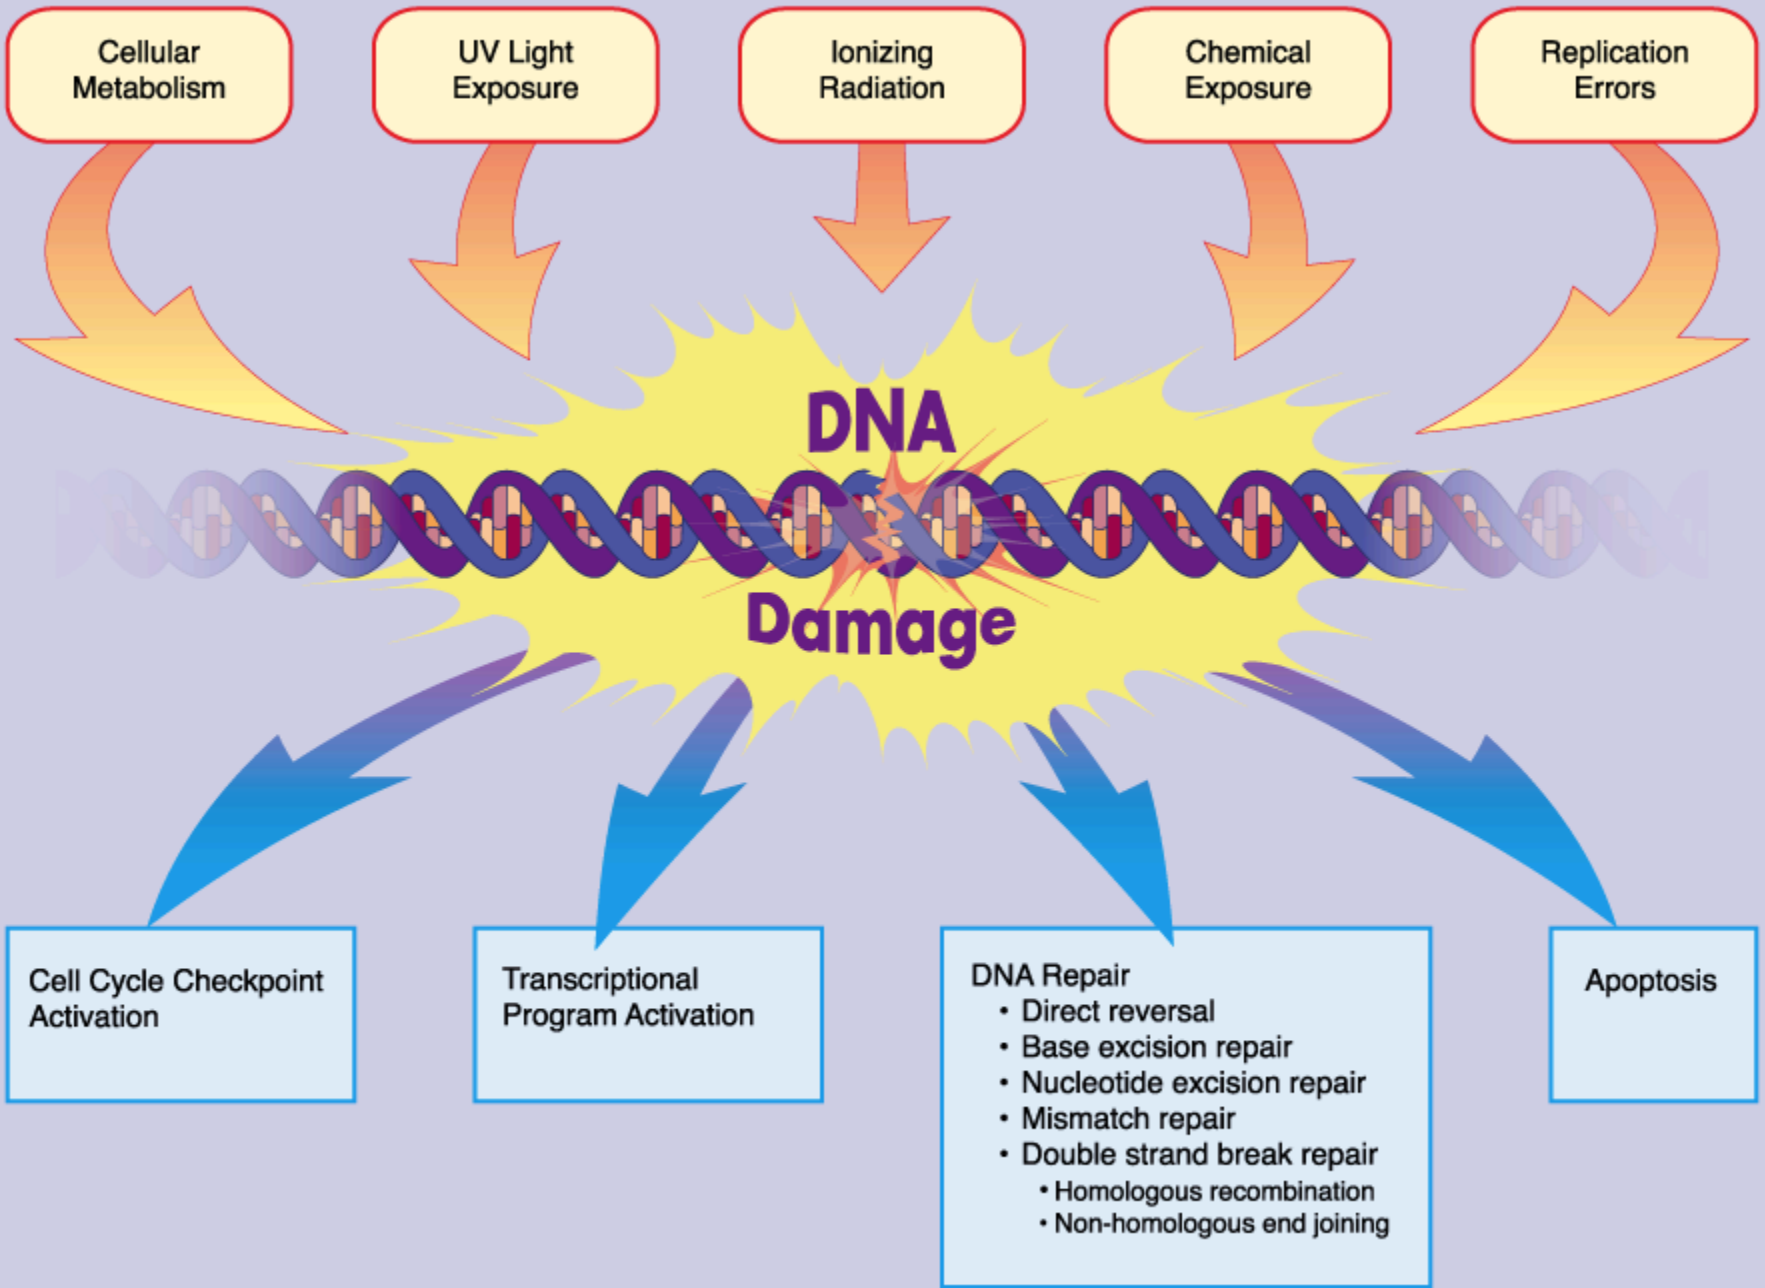 Cellular
Metabolism
UV Light
Exposure
Ionizing
Radiation
Chemical
Exposure
Replication
Errors
DNA
Damage
Cell Cycle Checkpoint
Activation
Transcriptional
Program Activation
DNA Repair
• Direct reversal
• Base excision repair
• Nucleotide excision repair
• Mismatch repair
• Double strand break repair
• Homologous recombination
• Non-homologous end joining
Apoptosis